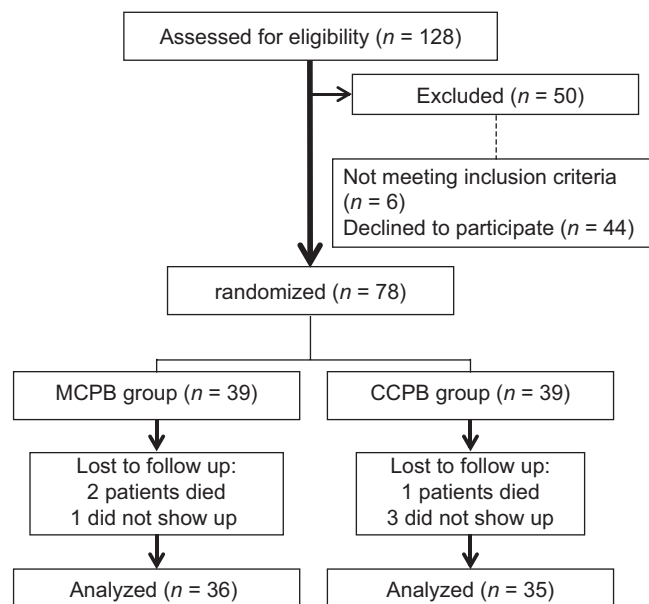 Assessed for eligibility (n = 128)
Excluded (n = 50)
Not meeting inclusion criteria
(n = 6)
Declined to participate (n = 44)
randomized (n = 78)
MCPB group (n = 39)
CCPB group (n = 39)
Lost to follow up:
2 patients died
1 did not show up
Lost to follow up:
1 patients died
3 did not show up
Analyzed (n = 36)
Analyzed (n = 35)